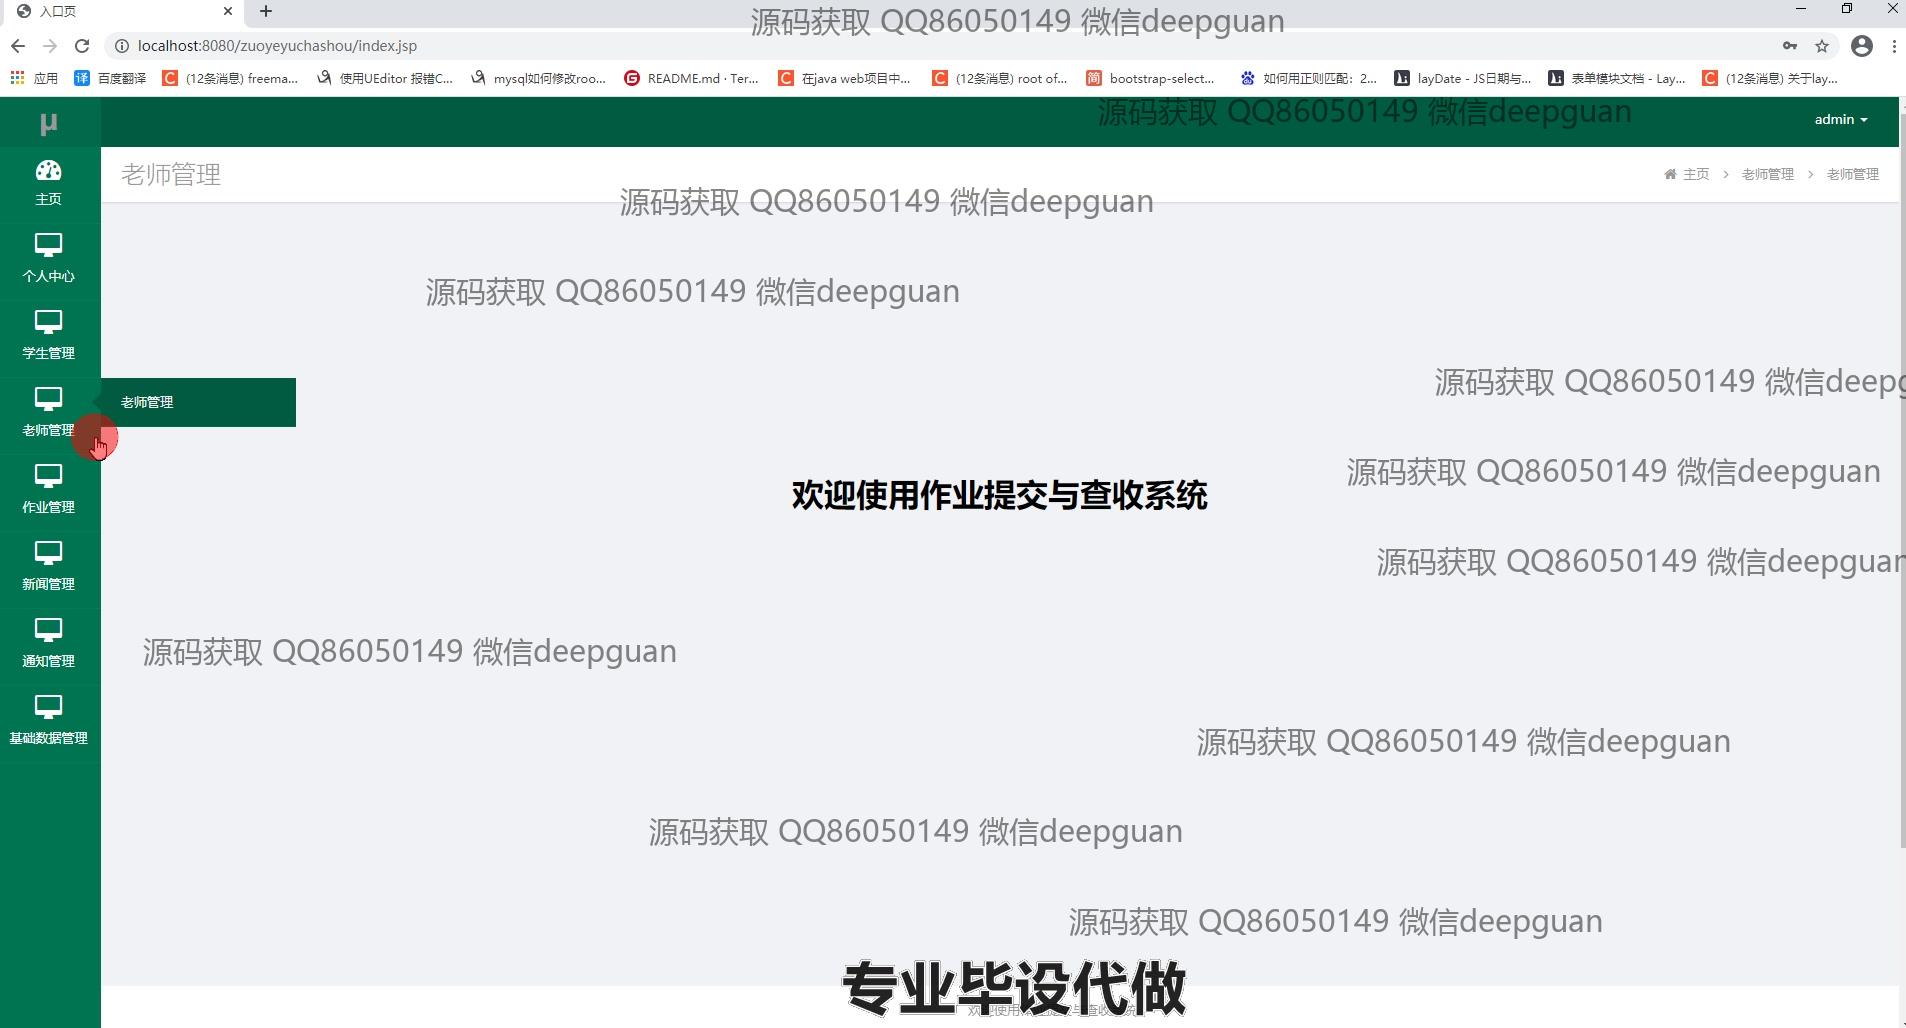 入口页
源码获取 QQ86050149 微信deepguan
localhost:8080/zuoyeyuchashou/index.jsp
应用 百度翻译 (12条消息) freema... 使用UEditor 报错C... mysql如何修改roo... README.md · Ter... 在java web项目中... (12条消息) root of... bootstrap-select... 如何用正则匹配：2... layDate - JS日期与... 表单模块文档 - Lay... (12条消息) 关于lay...
源码获取 QQ86050149 微信deepguan
μ
admin
主页
老师管理
主页 > 老师管理 > 老师管理
源码获取 QQ86050149 微信deepguan
个人中心
源码获取 QQ86050149 微信deepguan
学生管理
源码获取 QQ86050149 微信deepg
老师管理
老师管理
源码获取 QQ86050149 微信deepguan
欢迎使用作业提交与查收系统
作业管理
源码获取 QQ86050149 微信deepguan
新闻管理
源码获取 QQ86050149 微信deepguan
通知管理
源码获取 QQ86050149 微信deepguan
基础数据管理
源码获取 QQ86050149 微信deepguan
源码获取 QQ86050149 微信deepguan
专业毕设代做